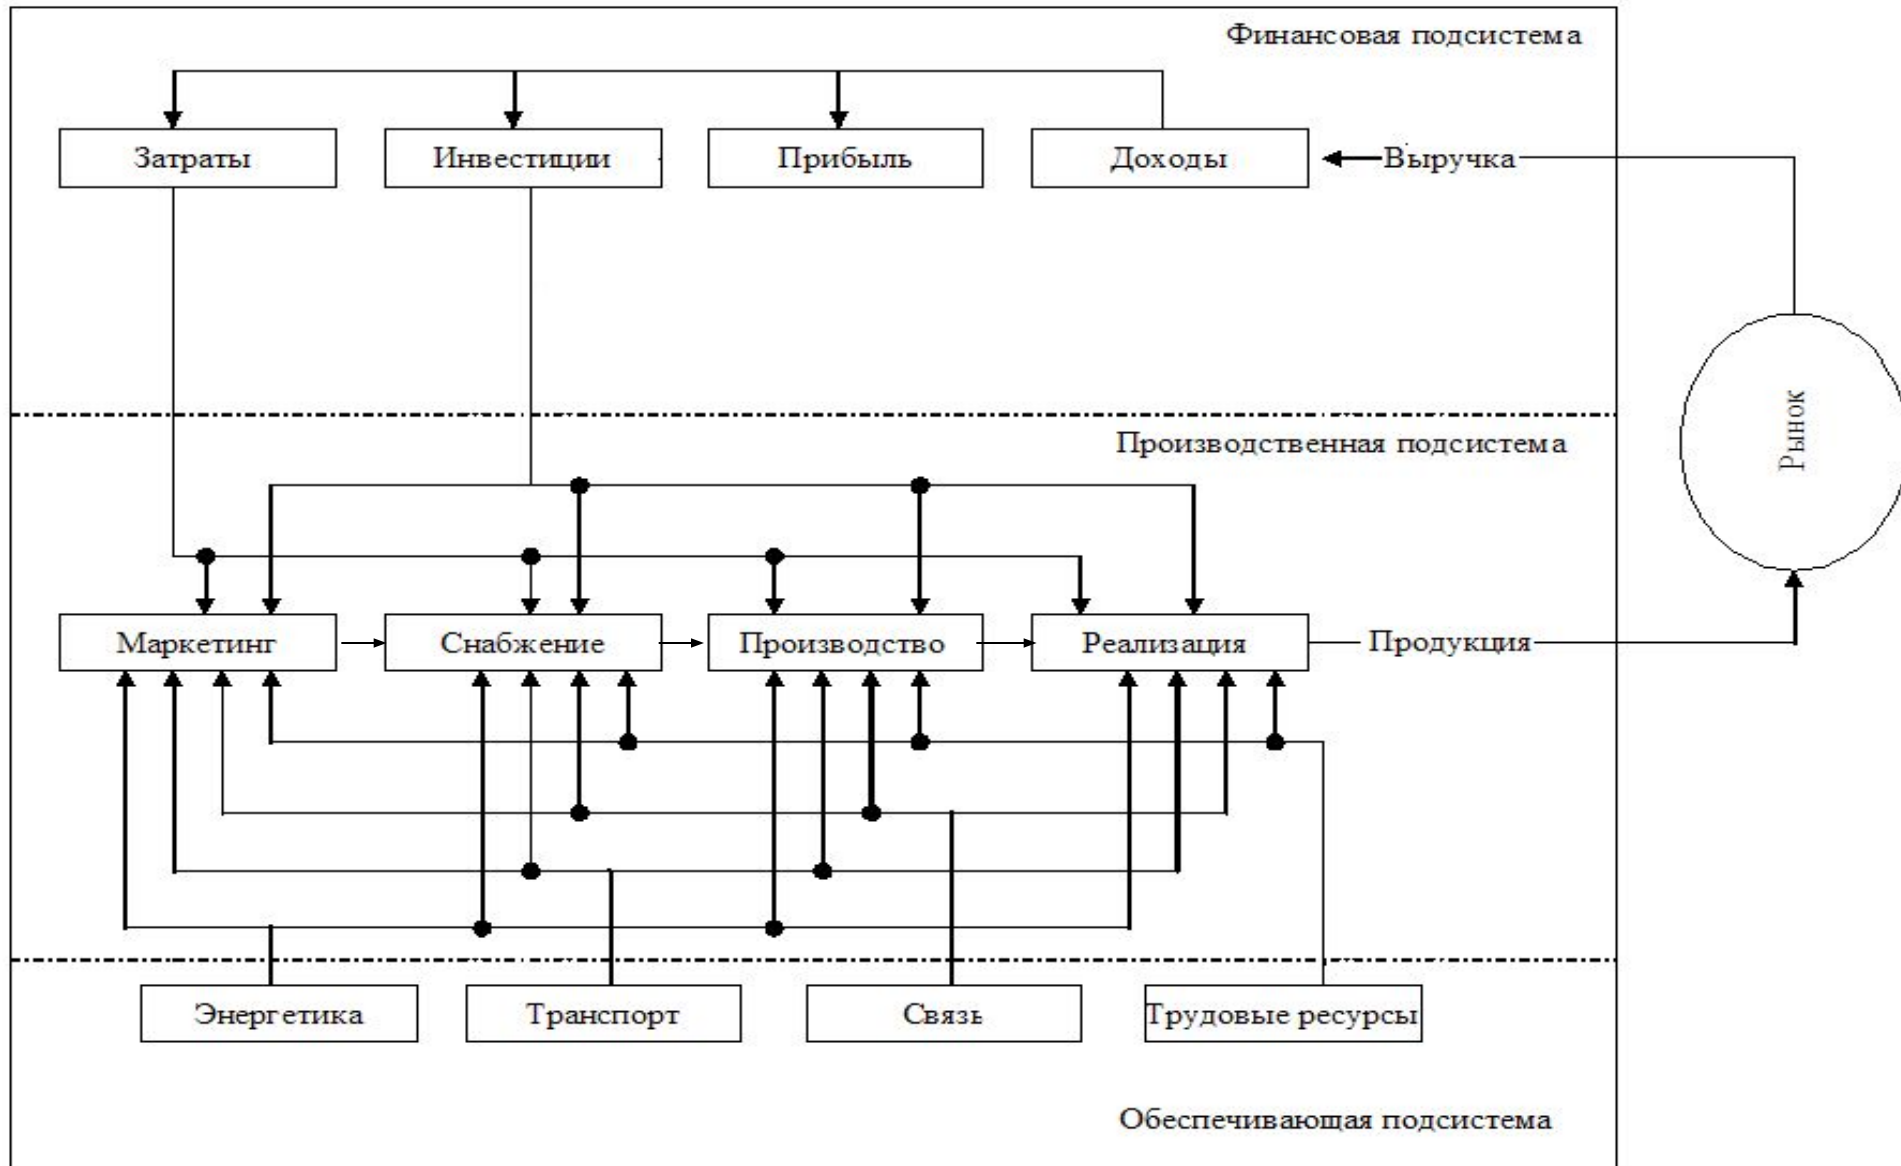 Финансовая подсистема
Затраты
Инвестиции
Прибыль
Доходы
Выручка
Рынок
Производственная подсистема
Маркетинг
Снабжение
Производство
Реализация
Продукция
Энергетика
Транспорт
Связь
Трудовые ресурсы
Обеспечивающая подсистема